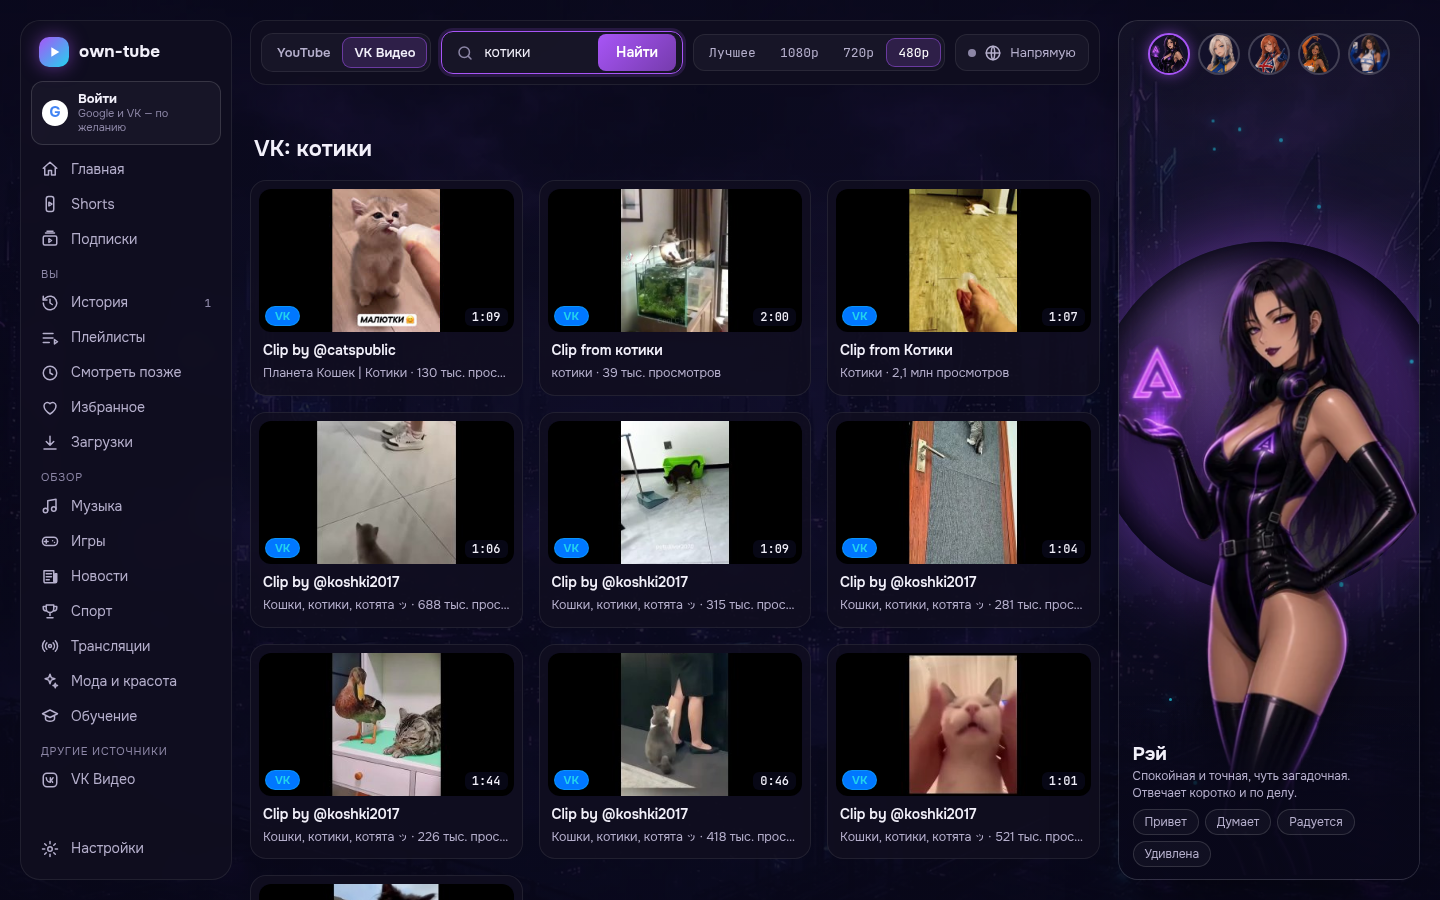 own-tube
Войти
Google и VK — по
желанию
Главная
Shorts
Подписки
ВЫ
История 1
Плейлисты
Смотреть позже
Избранное
Загрузки
ОБЗОР
Музыка
Игры
Новости
Спорт
Трансляции
Мода и красота
Обучение
ДРУГИЕ ИСТОЧНИКИ
VK Видео
Настройки
YouTube VK Видео котики Найти Лучшее 1080p 720p 480p Напрямую
VK: котики
МАЛЮТКИ
VK 1:09
Clip by @catspublic
Планета Кошек | Котики · 130 тыс. прос...
VK 2:00
Clip from котики
котики · 39 тыс. просмотров
VK 1:07
Clip from Котики
Котики · 2,1 млн просмотров
VK 1:06
Clip by @koshki2017
Кошки, котики, котята ッ · 688 тыс. прос...
VK 1:09
Clip by @koshki2017
Кошки, котики, котята ッ · 315 тыс. прос...
VK 1:04
Clip by @koshki2017
Кошки, котики, котята ッ · 281 тыс. прос...
VK 1:44
Clip by @koshki2017
Кошки, котики, котята ッ · 226 тыс. прос...
VK 0:46
Clip by @koshki2017
Кошки, котики, котята ッ · 418 тыс. прос...
VK 1:01
Clip by @koshki2017
Кошки, котики, котята ッ · 521 тыс. прос...
Рэй
Спокойная и точная, чуть загадочная.
Отвечает коротко и по делу.
Привет Думает Радуется
Удивлена